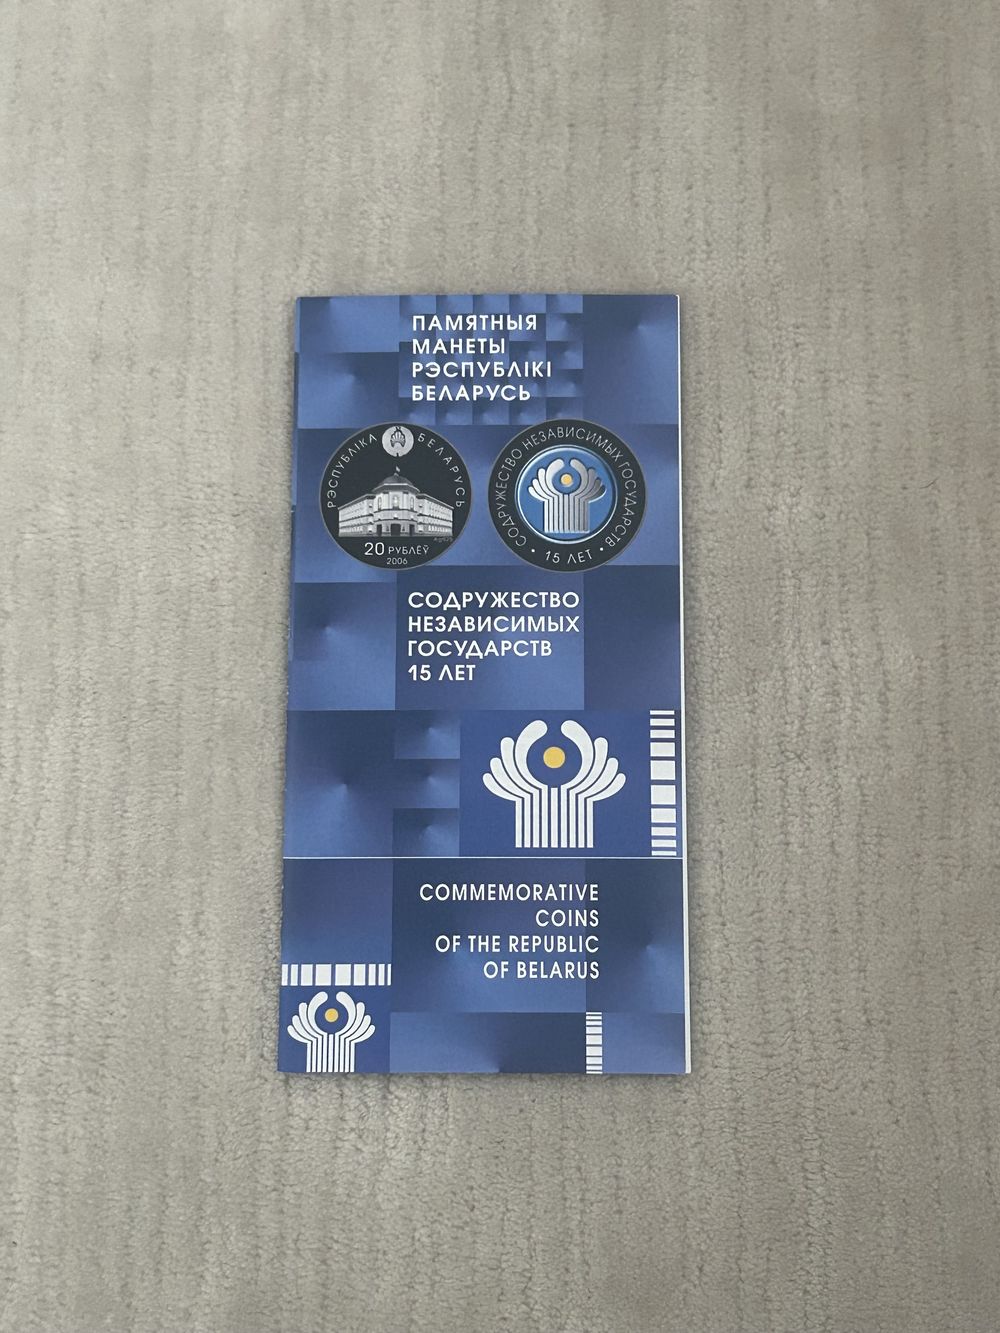 ПАМЯТНЫЯ
МАНЕТЫ
РЭСПУБЛІКІ
БЕЛАРУСЬ
РЭСПУБЛІКА БЕЛАРУСЬ
20 РУБЛЁЎ
2006
СОДРУЖЕСТВО НЕЗАВИСИМЫХ ГОСУДАРСТВ
• 15 ЛЕТ •
СОДРУЖЕСТВО
НЕЗАВИСИМЫХ
ГОСУДАРСТВ
15 ЛЕТ
COMMEMORATIVE
COINS
OF THE REPUBLIC
OF BELARUS